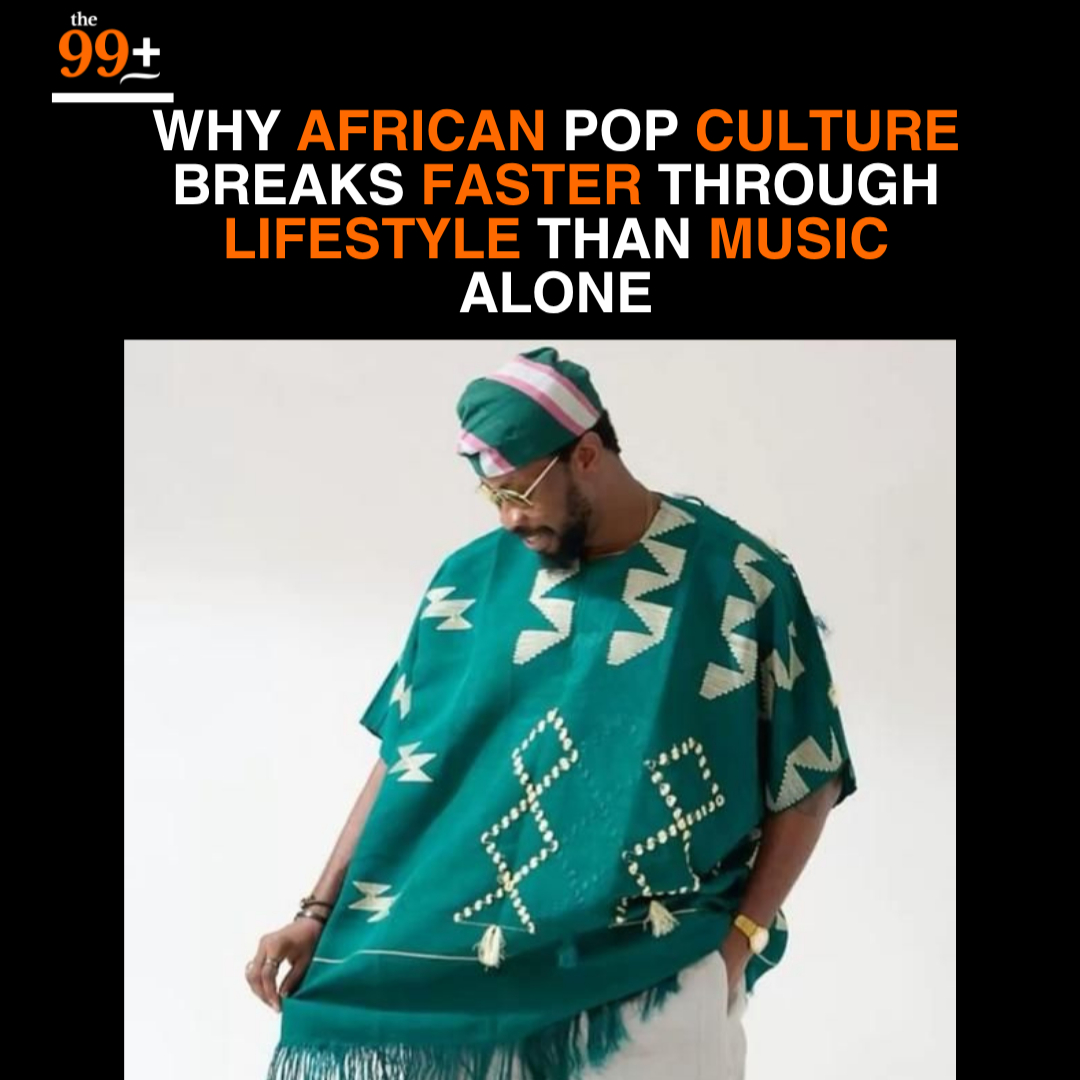 the
99+
WHY AFRICAN POP CULTURE
BREAKS FASTER THROUGH
LIFESTYLE THAN MUSIC
ALONE